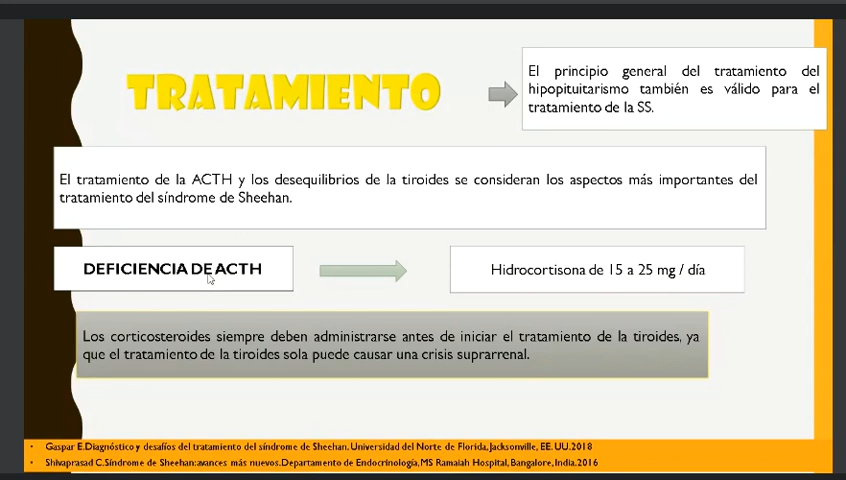 TRATAMIENTO
El principio general del tratamiento del
hipopituitarismo también es válido para el
tratamiento de la SS.
El tratamiento de la ACTH y los desequilibrios de la tiroides se consideran los aspectos más importantes del
tratamiento del síndrome de Sheehan.
DEFICIENCIA DE ACTH
Hidrocortisona de 15 a 25 mg / día
Los corticosteroides siempre deben administrarse antes de iniciar el tratamiento de la tiroides, ya
que el tratamiento de la tiroides sola puede causar una crisis suprarrenal.
• Gaspar E.Diagnóstico y desafíos del tratamiento del síndrome de Sheehan. Universidad del Norte de Florida, Jacksonville, EE. UU.2018
• Shivaprasad C.Síndrome de Sheehan:avances más nuevos.Departamento de Endocrinología, MS Ramaiah Hospital, Bangalore, India.2016